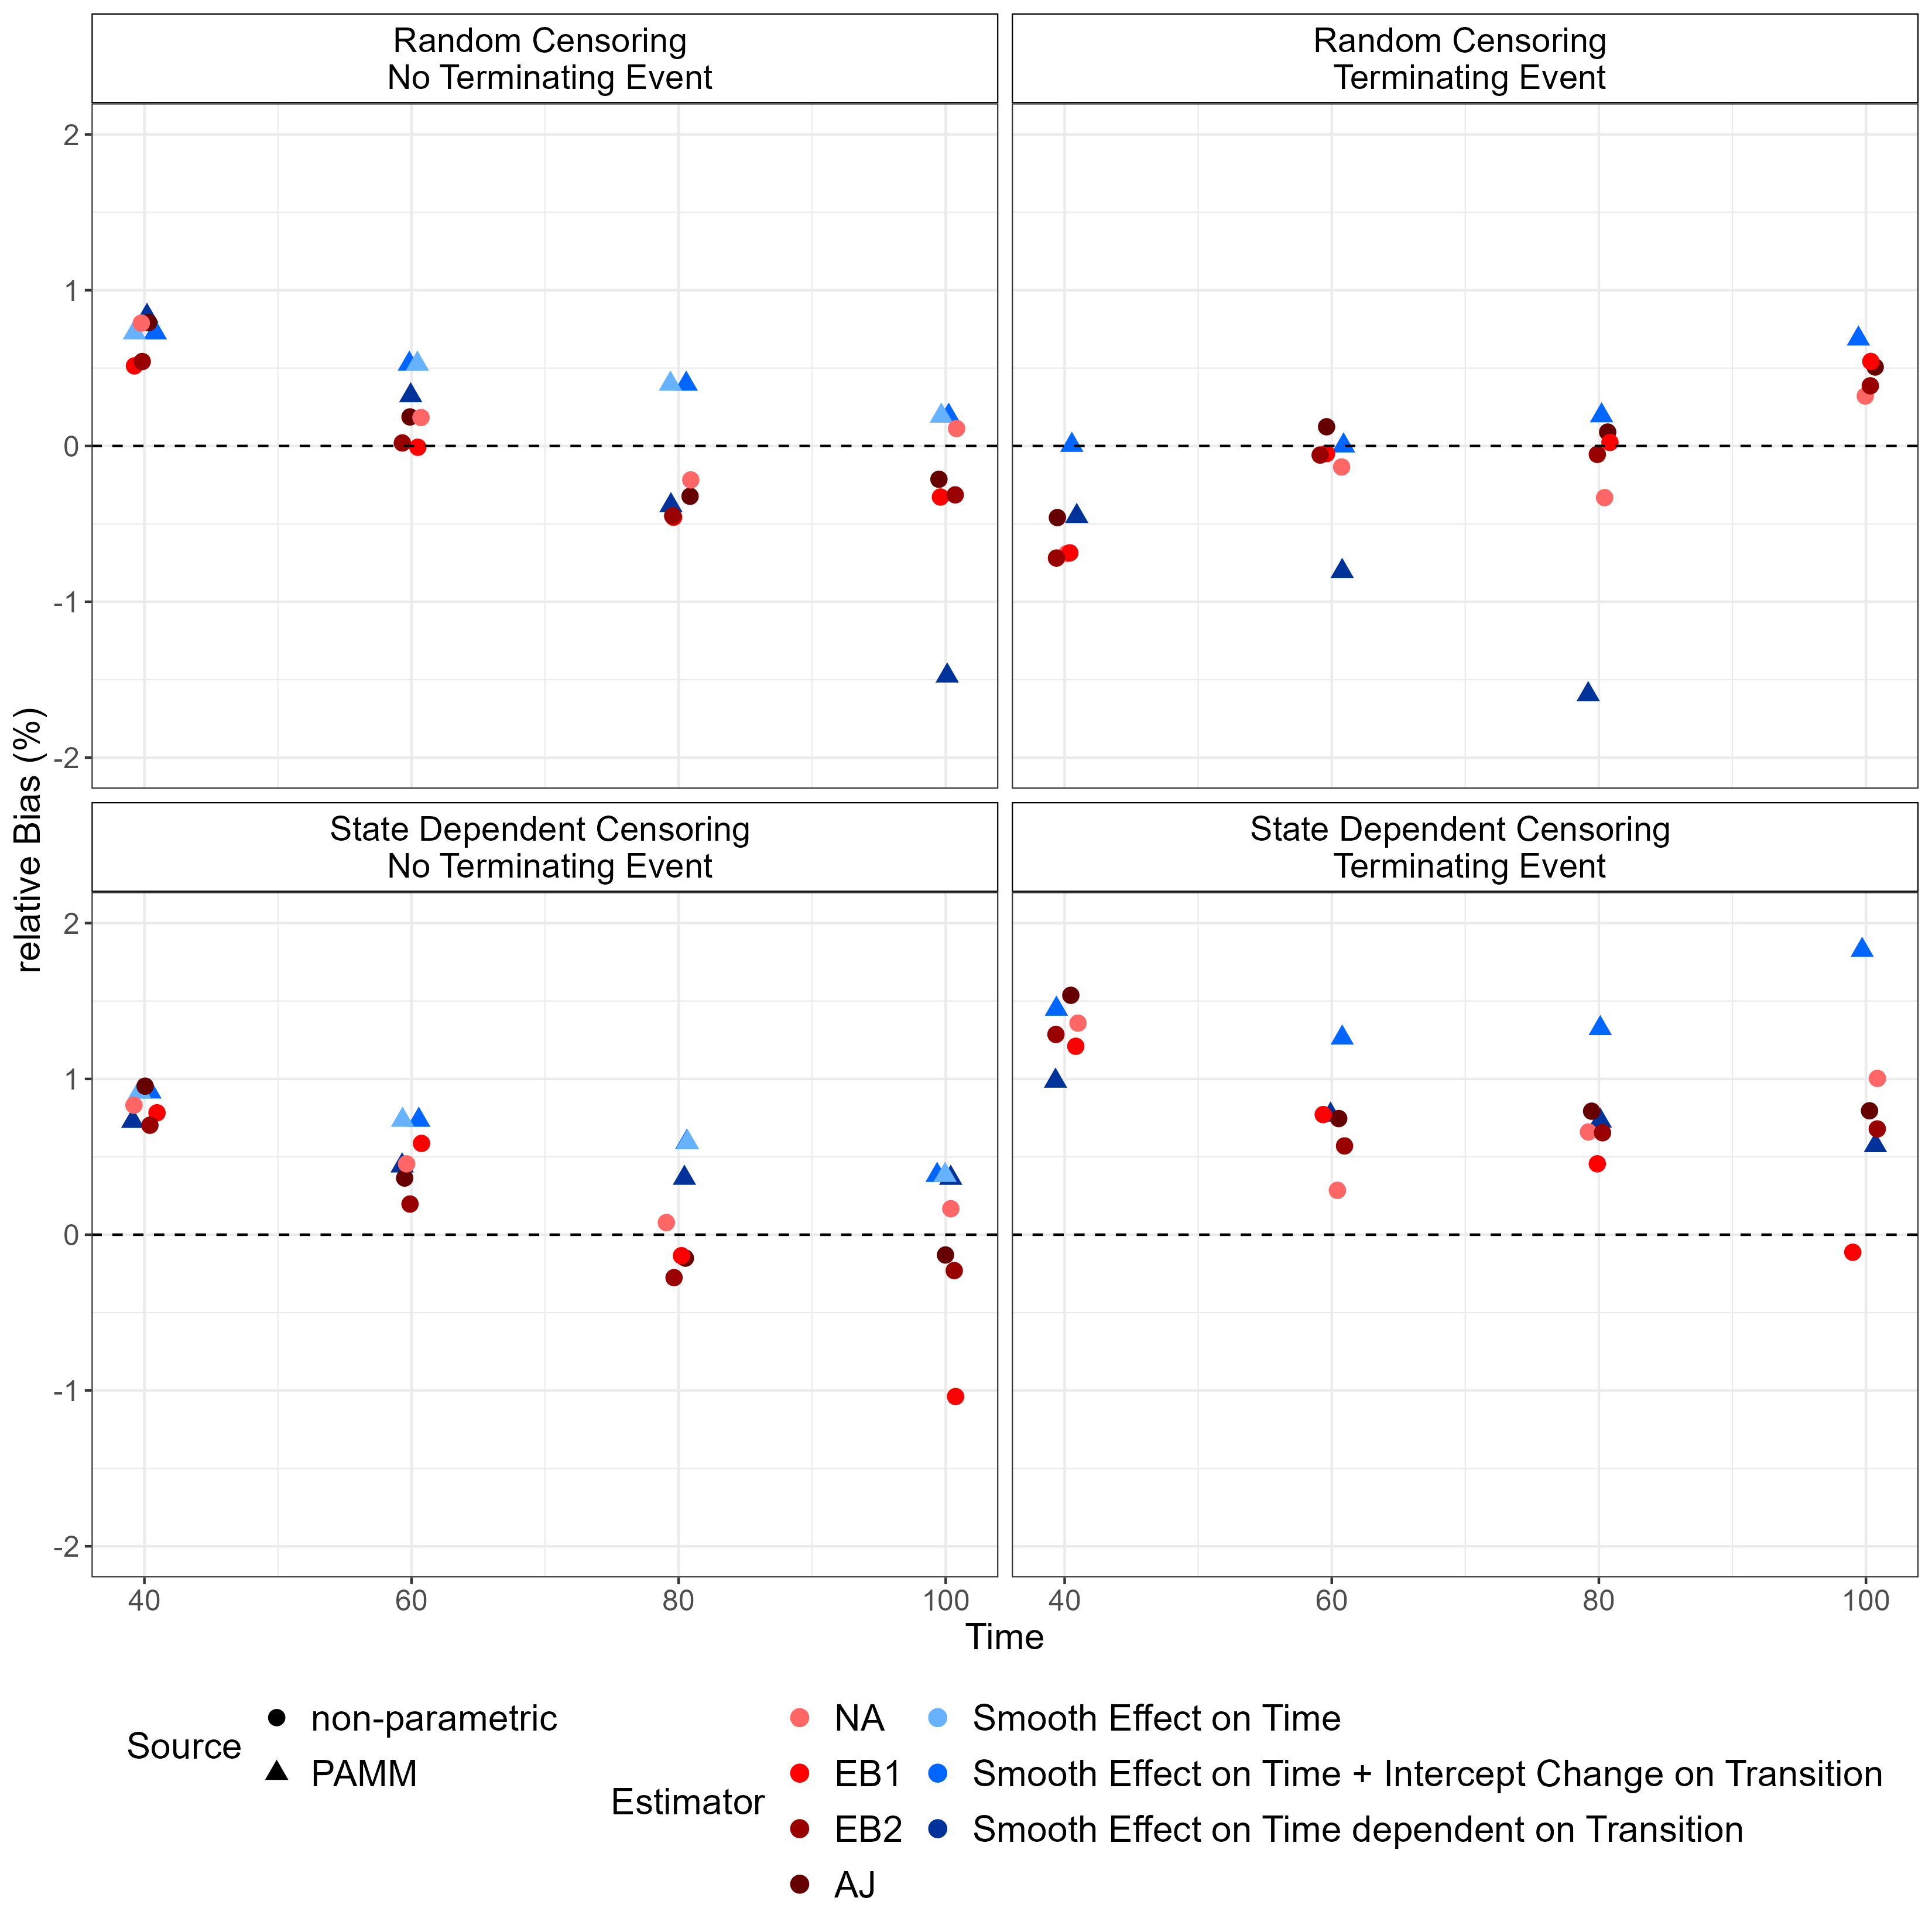 Random Censoring
No Terminating Event
Random Censoring
Terminating Event
2
1
0
-1
-2
State Dependent Censoring
No Terminating Event
State Dependent Censoring
Terminating Event
2
1
0
-1
-2
relative Bias (%)
40 60 80 100
40 60 80 100
Time
Source
non-parametric
PAMM
Estimator
NA
EB1
EB2
AJ
Smooth Effect on Time
Smooth Effect on Time + Intercept Change on Transition
Smooth Effect on Time dependent on Transition